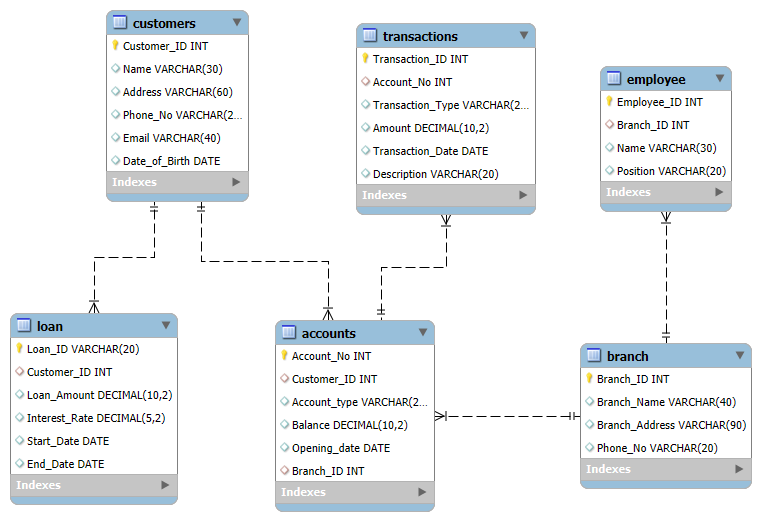 customers
Customer_ID INT
Name VARCHAR(30)
Address VARCHAR(60)
Phone_No VARCHAR(2...
Email VARCHAR(40)
Date_of_Birth DATE
Indexes
transactions
Transaction_ID INT
Account_No INT
Transaction_Type VARCHAR(2...
Amount DECIMAL(10,2)
Transaction_Date DATE
Description VARCHAR(20)
Indexes
employee
Employee_ID INT
Branch_ID INT
Name VARCHAR(30)
Position VARCHAR(20)
Indexes
loan
Loan_ID VARCHAR(20)
Customer_ID INT
Loan_Amount DECIMAL(10,2)
Interest_Rate DECIMAL(5,2)
Start_Date DATE
End_Date DATE
Indexes
accounts
Account_No INT
Customer_ID INT
Account_type VARCHAR(2...
Balance DECIMAL(10,2)
Opening_date DATE
Branch_ID INT
Indexes
branch
Branch_ID INT
Branch_Name VARCHAR(40)
Branch_Address VARCHAR(90)
Phone_No VARCHAR(20)
Indexes